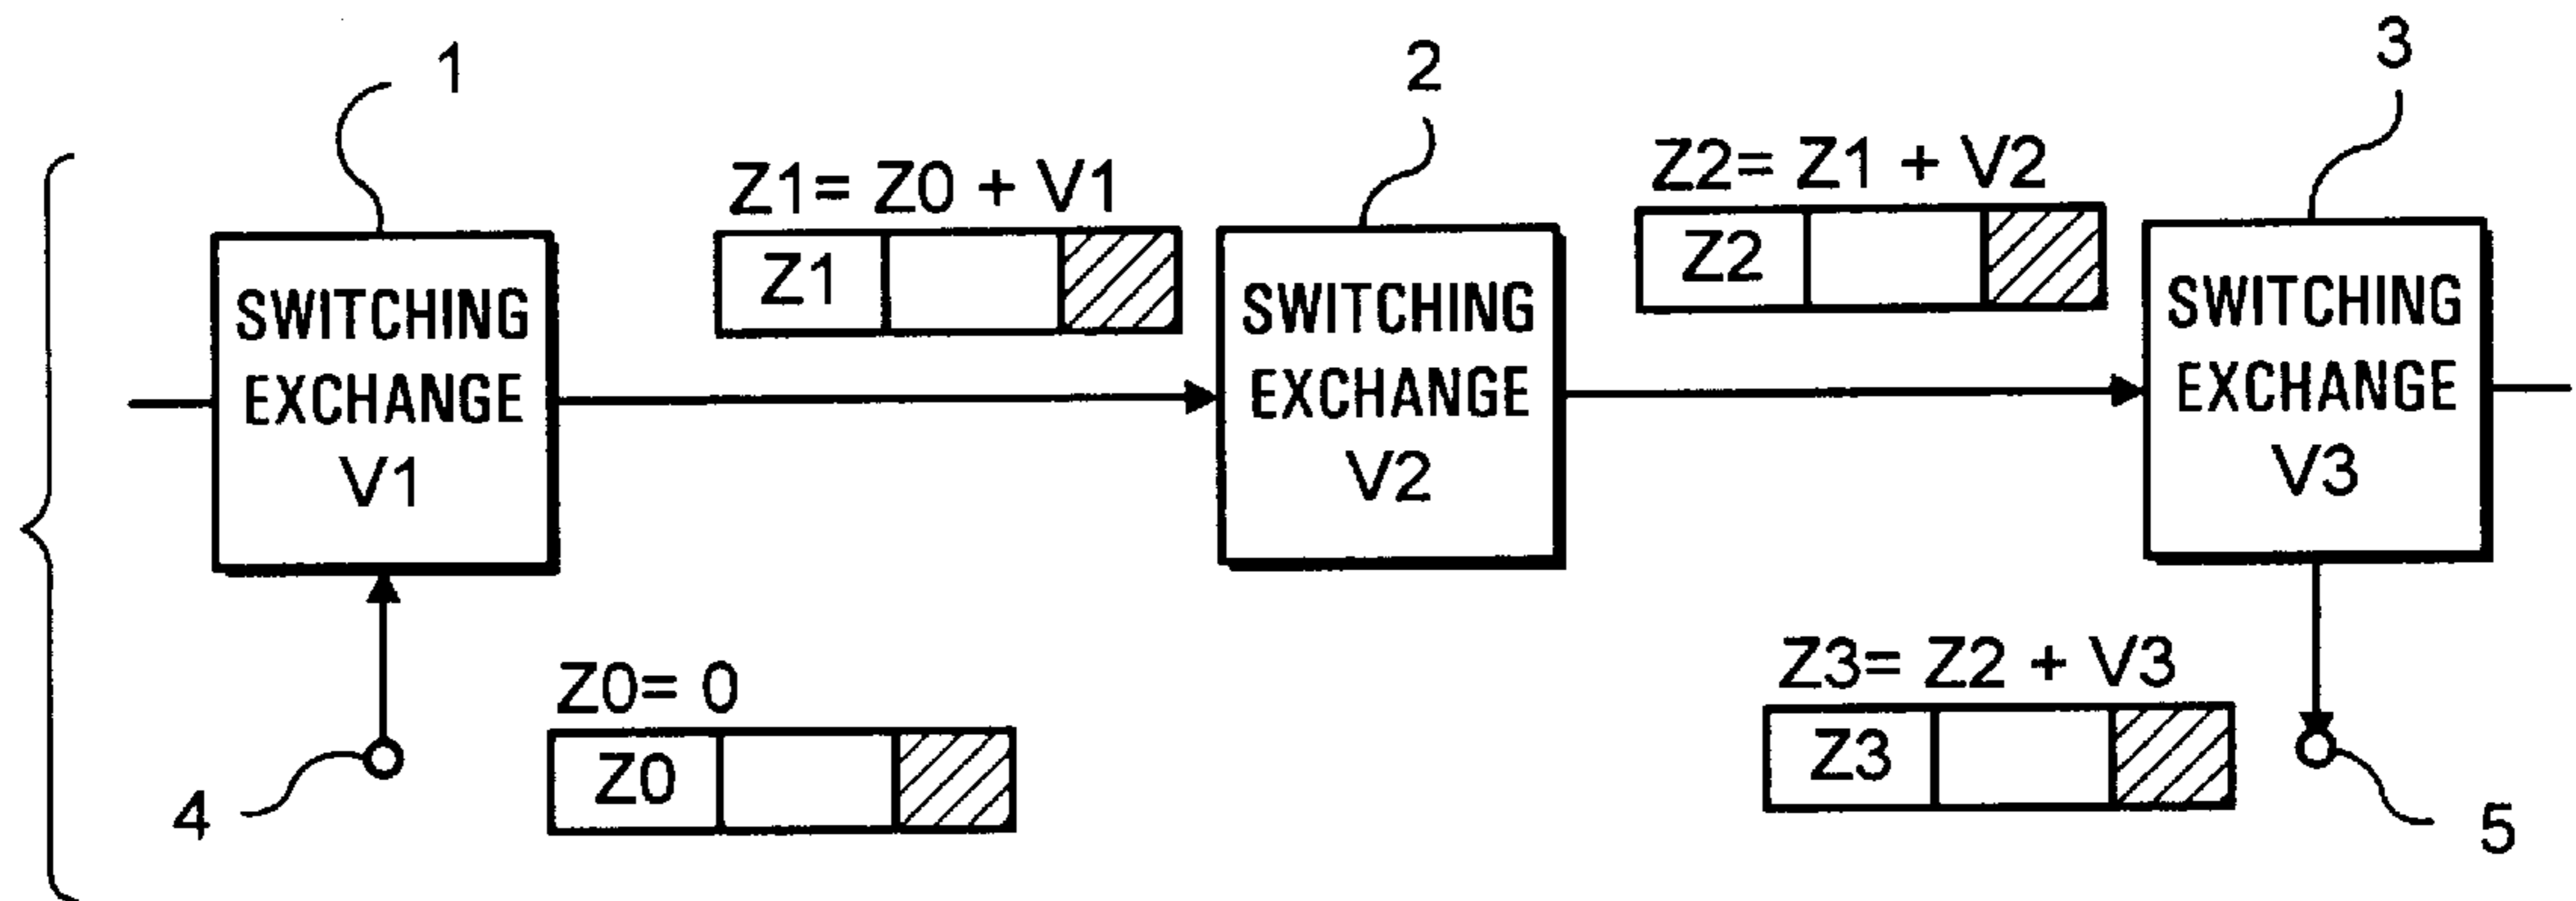 1
2
3
Z1= Z0 + V1
Z1
Z2= Z1 + V2
Z2
SWITCHING
EXCHANGE
V1
SWITCHING
EXCHANGE
V2
SWITCHING
EXCHANGE
V3
Z0= 0
Z0
4
Z3= Z2 + V3
Z3
5